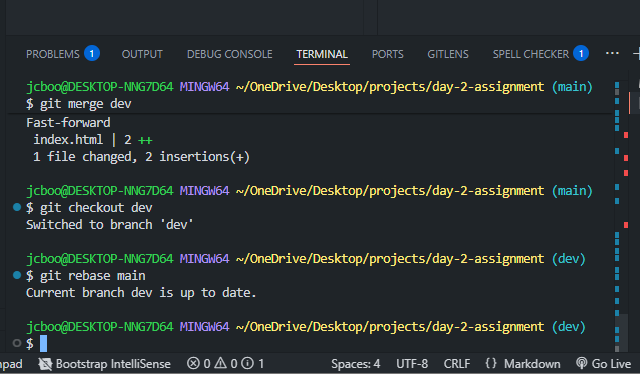 PROBLEMS 1 OUTPUT DEBUG CONSOLE TERMINAL PORTS GITLENS SPELL CHECKER 1 ···
jcboo@DESKTOP-NNG7D64 MINGW64 ~/OneDrive/Desktop/projects/day-2-assignment (main)
$ git merge dev
Fast-forward
 index.html | 2 ++
 1 file changed, 2 insertions(+)
jcboo@DESKTOP-NNG7D64 MINGW64 ~/OneDrive/Desktop/projects/day-2-assignment (main)
$ git checkout dev
Switched to branch 'dev'
jcboo@DESKTOP-NNG7D64 MINGW64 ~/OneDrive/Desktop/projects/day-2-assignment (dev)
$ git rebase main
Current branch dev is up to date.
jcboo@DESKTOP-NNG7D64 MINGW64 ~/OneDrive/Desktop/projects/day-2-assignment (dev)
$
npad Bootstrap IntelliSense 0 0 1 Spaces: 4 UTF-8 CRLF {} Markdown Go Live